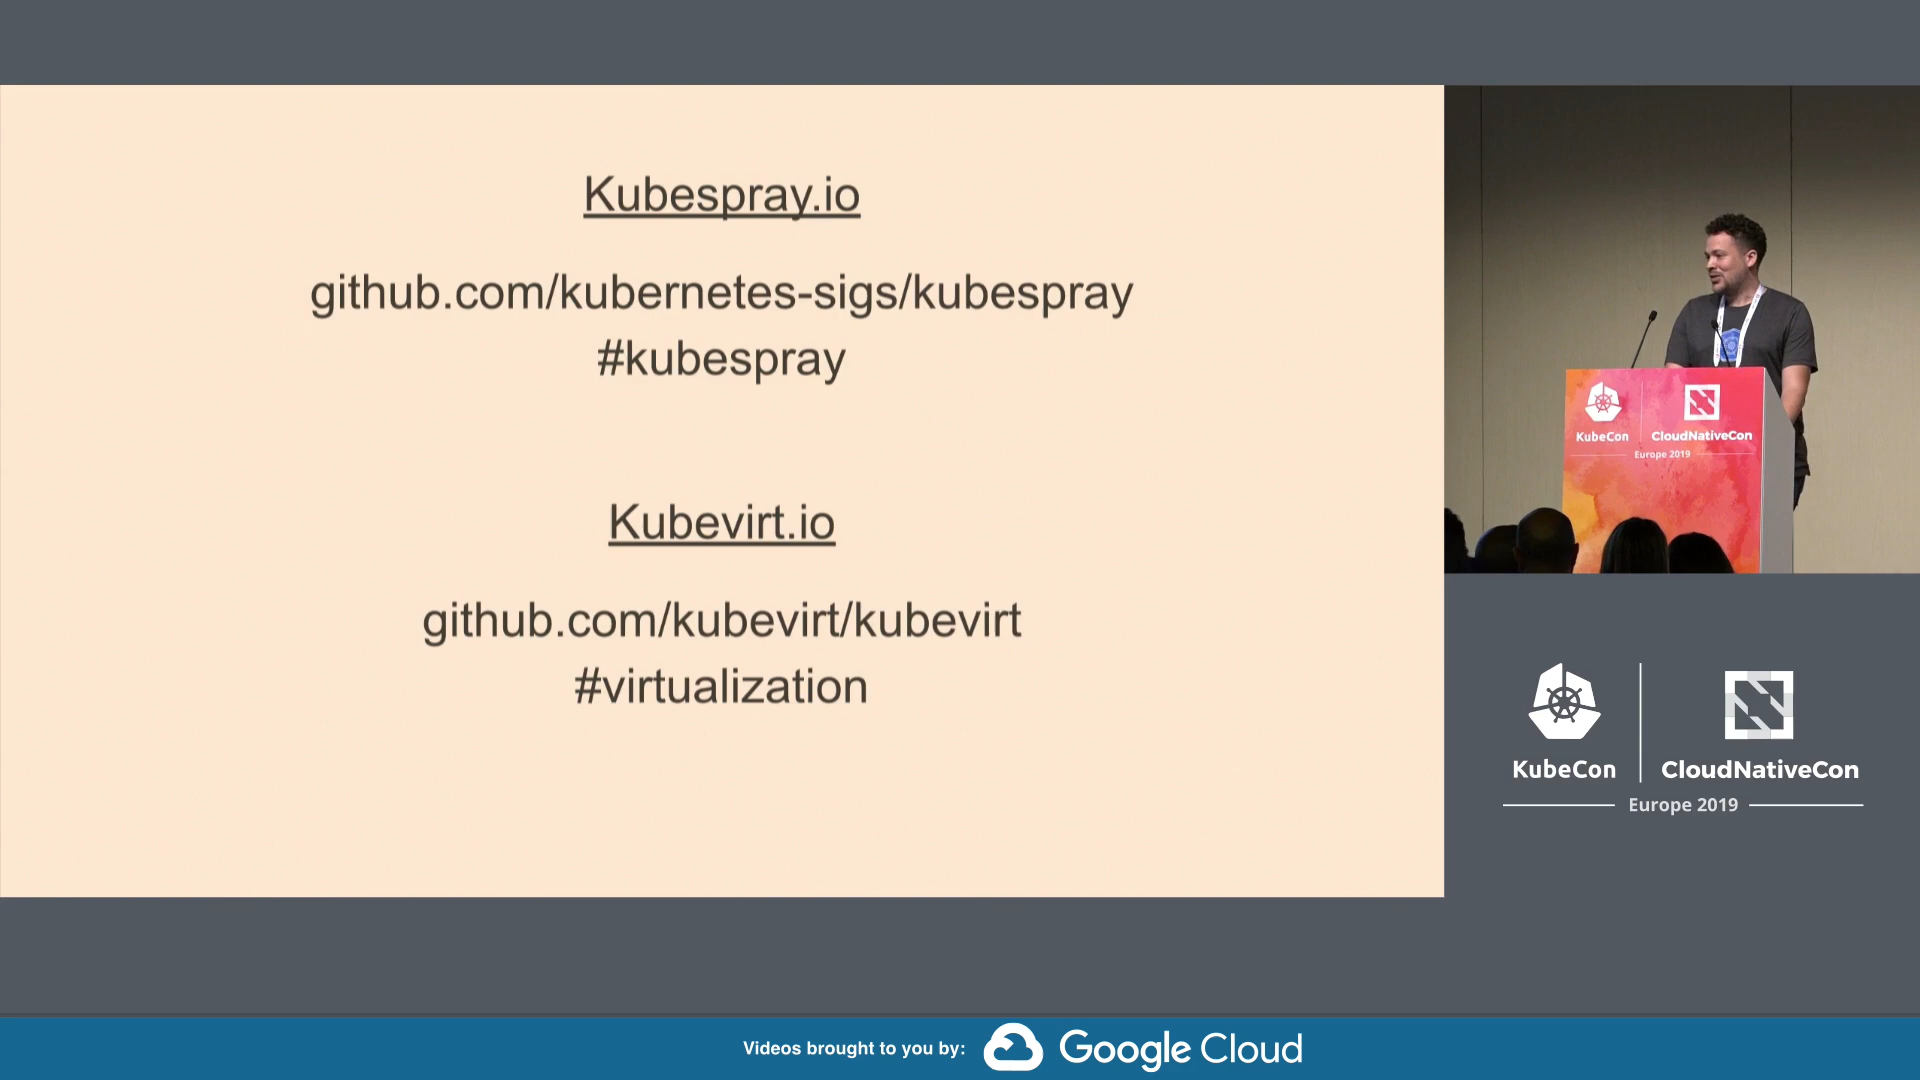 Kubespray.io
github.com/kubernetes-sigs/kubespray
#kubespray
Kubevirt.io
github.com/kubevirt/kubevirt
#virtualization
KubeCon
CloudNativeCon
Europe 2019
KubeCon
CloudNativeCon
Europe 2019
Videos brought to you by:
Google Cloud